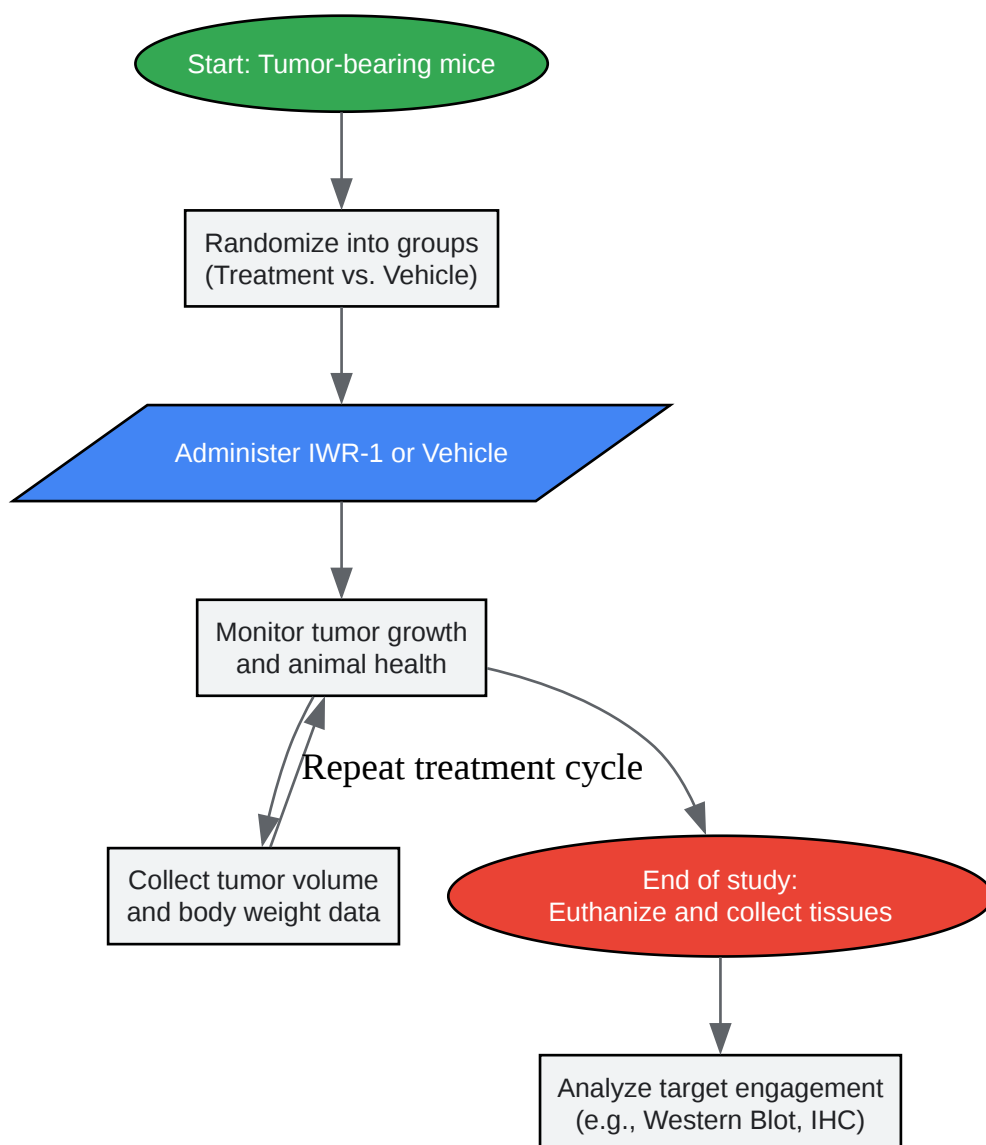 Start: Tumor-bearing mice
Randomize into groups
(Treatment vs. Vehicle)
Administer IWR-1 or Vehicle
Monitor tumor growth
and animal health
Repeat treatment cycle
Collect tumor volume
and body weight data
End of study:
Euthanize and collect tissues
Analyze target engagement
(e.g., Western Blot, IHC)